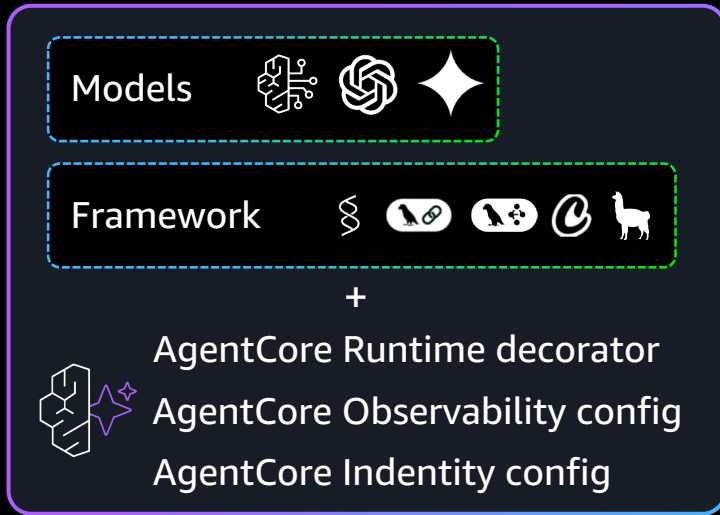 Models
Framework
+
AgentCore Runtime decorator
AgentCore Observability config
AgentCore Indentity config